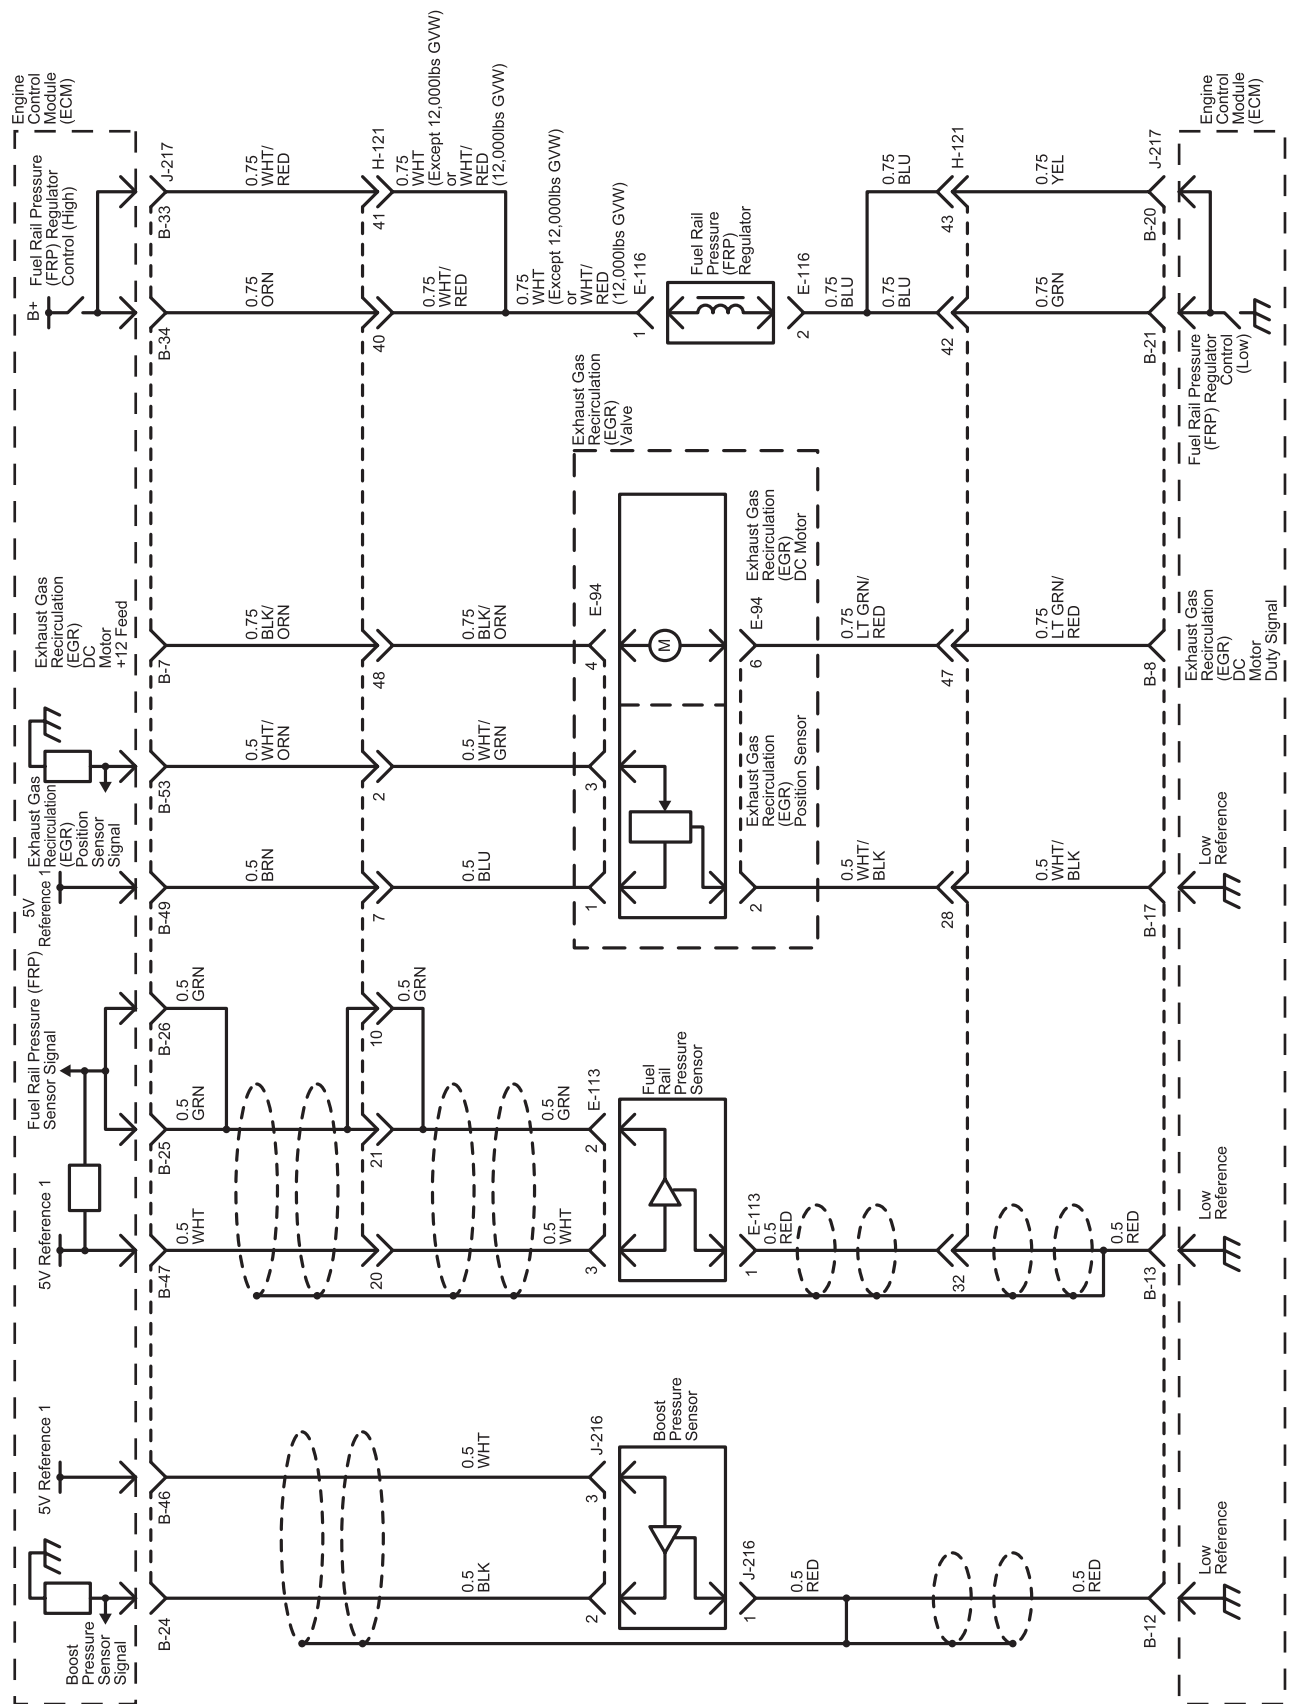 Engine
Control
Module
(ECM)
Fuel Rail Pressure
(FRP) Regulator
Control (High)
B+
J-217
B-33
B-34
0.75
WHT/
RED
0.75
ORN
H-121
41
40
0.75
WHT
(Except 12,000lbs GVW)
or
WHT/
RED
(12,000lbs GVW)
0.75
WHT/
RED
0.75
WHT
(Except 12,000lbs GVW)
or
WHT/
RED
(12,000lbs GVW)
E-116
1
Fuel Rail
Pressure
(FRP)
Regulator
E-116
2
0.75
BLU
0.75
BLU
0.75
BLU
H-121
43
42
0.75
YEL
0.75
GRN
J-217
B-20
B-21
Engine
Control
Module
(ECM)
Fuel Rail Pressure
(FRP) Regulator
Control
(Low)
Exhaust Gas
Recirculation
(EGR)
DC
Motor
+12 Feed
B-7
0.75
BLK/
ORN
48
0.75
BLK/
ORN
E-94
4
Exhaust Gas
Recirculation
(EGR)
Valve
M
Exhaust Gas
Recirculation
(EGR)
DC Motor
E-94
6
0.75
LT GRN/
RED
47
0.75
LT GRN/
RED
B-8
Exhaust Gas
Recirculation
(EGR)
DC
Motor
Duty Signal
Exhaust Gas
Recirculation
(EGR)
Position
Sensor
Signal
B-53
0.5
WHT/
ORN
2
0.5
WHT/
GRN
3
5V
Reference 1
B-49
0.5
BRN
7
0.5
BLU
1
Exhaust Gas
Recirculation
(EGR)
Position Sensor
2
0.5
WHT/
BLK
28
0.5
WHT/
BLK
B-17
Low
Reference
Fuel Rail Pressure (FRP)
Sensor Signal
B-26
0.5
GRN
10
0.5
GRN
B-25
0.5
GRN
21
0.5
GRN
E-113
2
Fuel
Rail
Pressure
Sensor
5V Reference 1
B-47
0.5
WHT
20
0.5
WHT
3
E-113
1
0.5
RED
32
0.5
RED
B-13
Low
Reference
5V Reference 1
B-46
0.5
WHT
J-216
3
Boost
Pressure
Sensor
Boost
Pressure
Sensor
Signal
B-24
0.5
BLK
2
J-216
1
0.5
RED
0.5
RED
B-12
Low
Reference